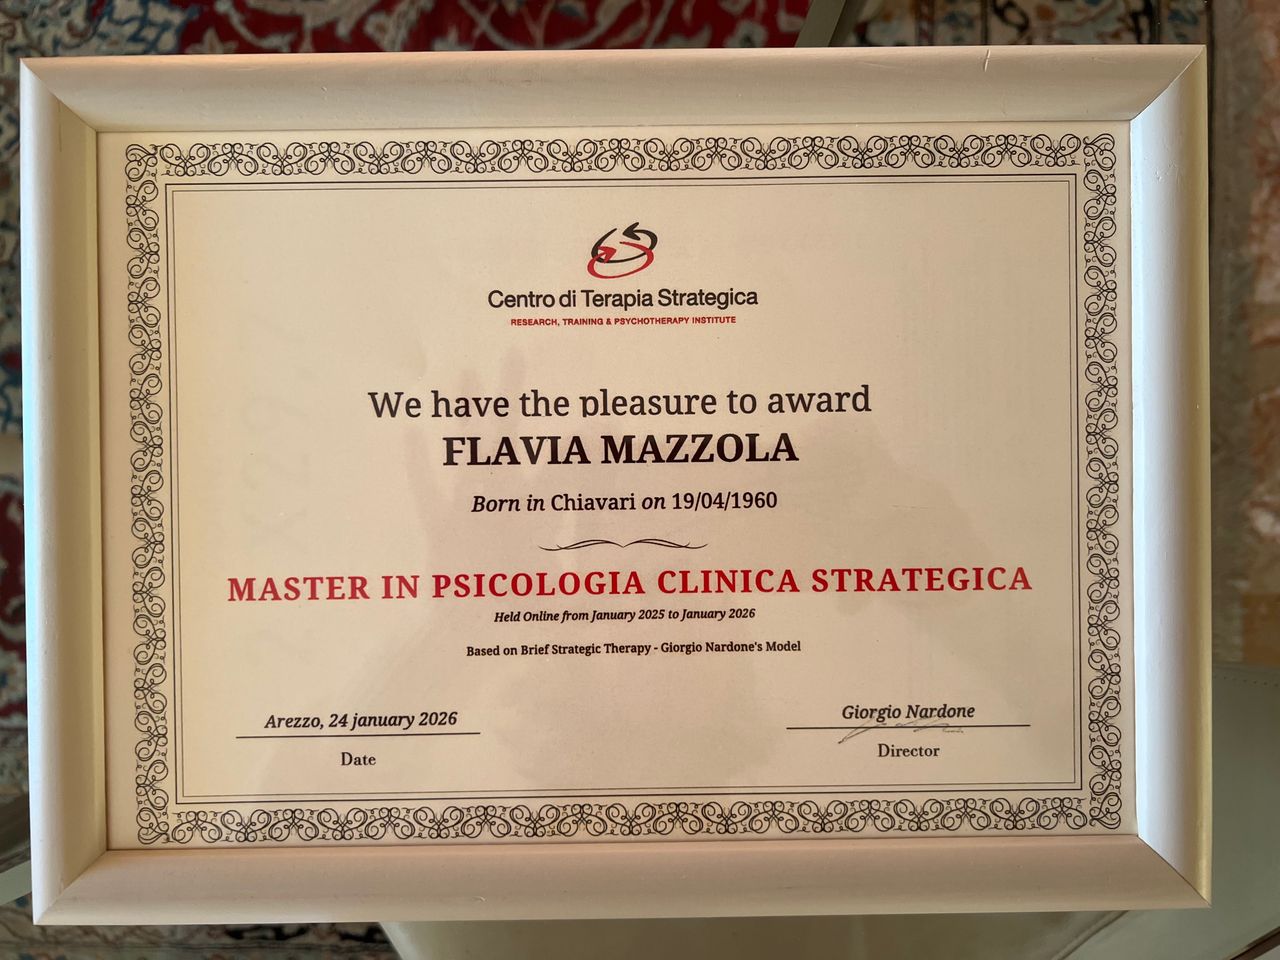 Centro di Terapia Strategica
RESEARCH, TRAINING & PSYCHOTHERAPY INSTITUTE
We have the pleasure to award
FLAVIA MAZZOLA
Born in Chiavari on 19/04/1960
MASTER IN PSICOLOGIA CLINICA STRATEGICA
Held Online from January 2025 to January 2026
Based on Brief Strategic Therapy - Giorgio Nardone's Model
Arezzo, 24 january 2026
Date
Giorgio Nardone
Director